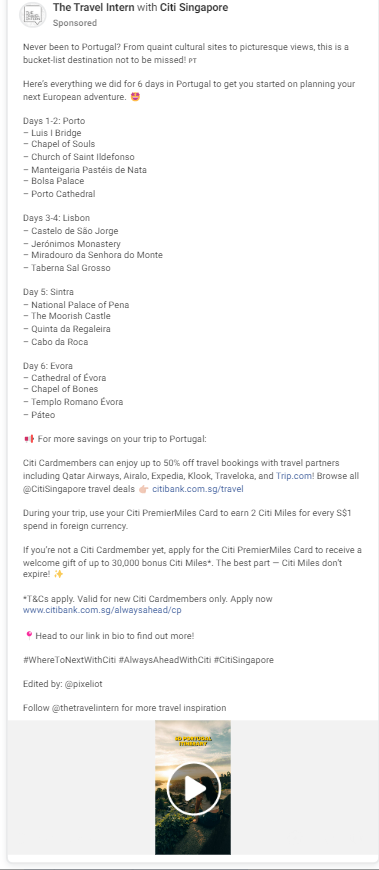 The Travel Intern with Citi Singapore
Sponsored
Never been to Portugal? From quaint cultural sites to picturesque views, this is a
bucket-list destination not to be missed! PT
Here's everything we did for 6 days in Portugal to get you started on planning your
next European adventure. 🤩
Days 1-2: Porto
– Luis I Bridge
– Chapel of Souls
– Church of Saint Ildefonso
– Manteigaria Pastéis de Nata
– Bolsa Palace
– Porto Cathedral
Days 3-4: Lisbon
– Castelo de São Jorge
– Jerónimos Monastery
– Miradouro da Senhora do Monte
– Taberna Sal Grosso
Day 5: Sintra
– National Palace of Pena
– The Moorish Castle
– Quinta da Regaleira
– Cabo da Roca
Day 6: Evora
– Cathedral of Évora
– Chapel of Bones
– Templo Romano Évora
– Páteo
📢 For more savings on your trip to Portugal:
Citi Cardmembers can enjoy up to 50% off travel bookings with travel partners
including Qatar Airways, Airalo, Expedia, Klook, Traveloka, and Trip.com! Browse all
@CitiSingapore travel deals 👉🏻 citibank.com.sg/travel
During your trip, use your Citi PremierMiles Card to earn 2 Citi Miles for every S$1
spend in foreign currency.
If you're not a Citi Cardmember yet, apply for the Citi PremierMiles Card to receive a
welcome gift of up to 30,000 bonus Citi Miles*. The best part — Citi Miles don't
expire! ✨
*T&Cs apply. Valid for new Citi Cardmembers only. Apply now
www.citibank.com.sg/alwaysahead/cp
📍 Head to our link in bio to find out more!
#WhereToNextWithCiti #AlwaysAheadWithCiti #CitiSingapore
Edited by: @pixeliot
Follow @thetravelintern for more travel inspiration
PORTUGAL
ITINERARY